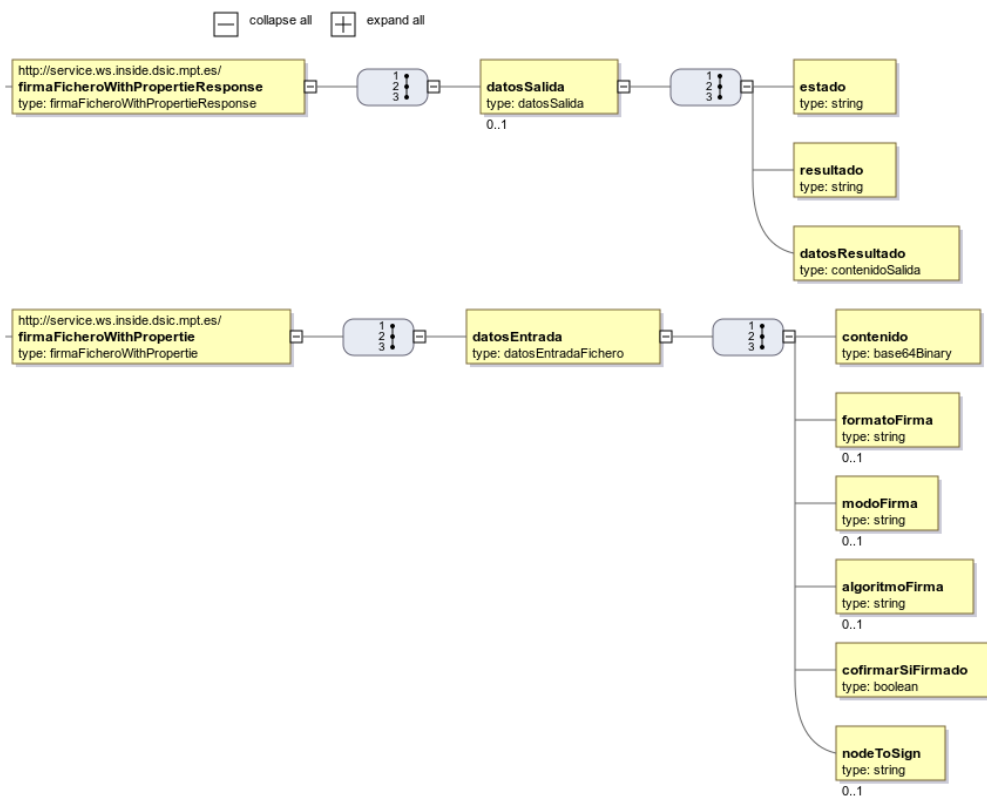 collapse all
expand all
http://service.ws.inside.dsic.mpt.es/
firmaFicheroWithPropertieResponse
type: firmaFicheroWithPropertieResponse
1
2
3
datosSalida
type: datosSalida
0..1
1
2
3
estado
type: string
resultado
type: string
datosResultado
type: contenidoSalida
http://service.ws.inside.dsic.mpt.es/
firmaFicheroWithPropertie
type: firmaFicheroWithPropertie
1
2
3
datosEntrada
type: datosEntradaFichero
1
2
3
contenido
type: base64Binary
formatoFirma
type: string
0..1
modoFirma
type: string
0..1
algoritmoFirma
type: string
0..1
cofirmarSiFirmado
type: boolean
nodeToSign
type: string
0..1